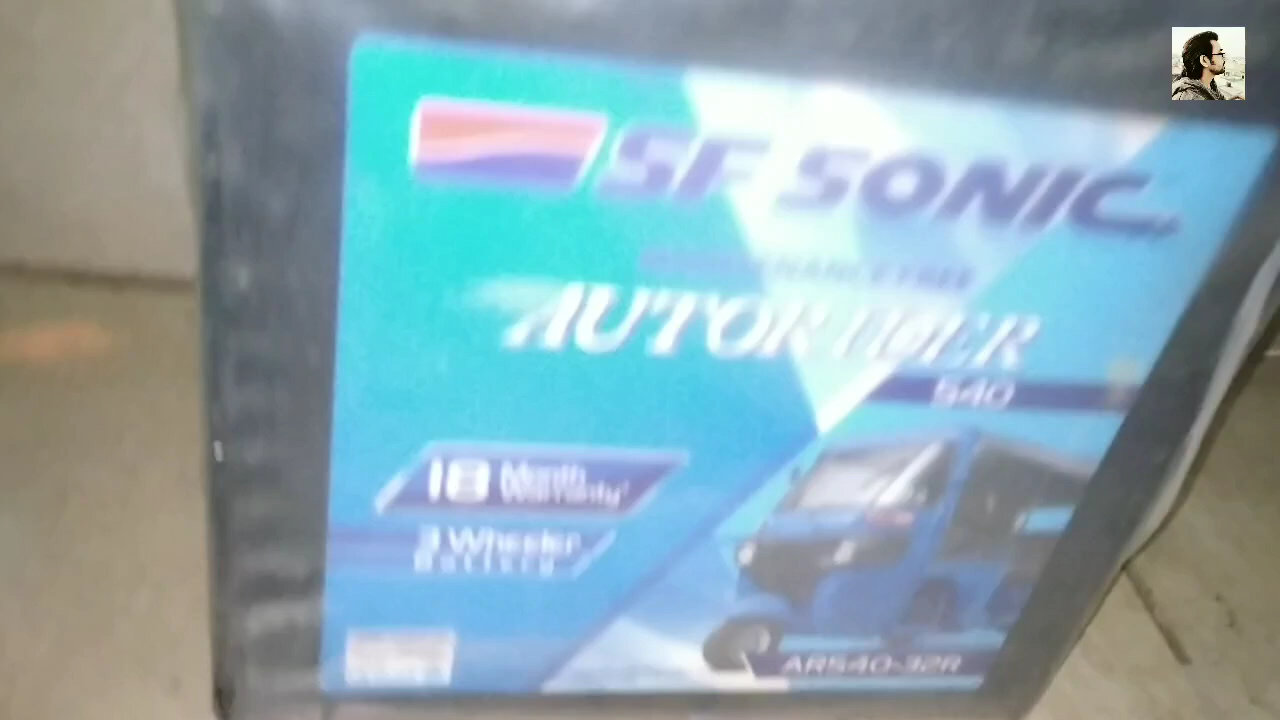 SF SONIC
AUTORIDER
540
18 Month
Warranty*
3 Wheeler
Battery
AR540-32R